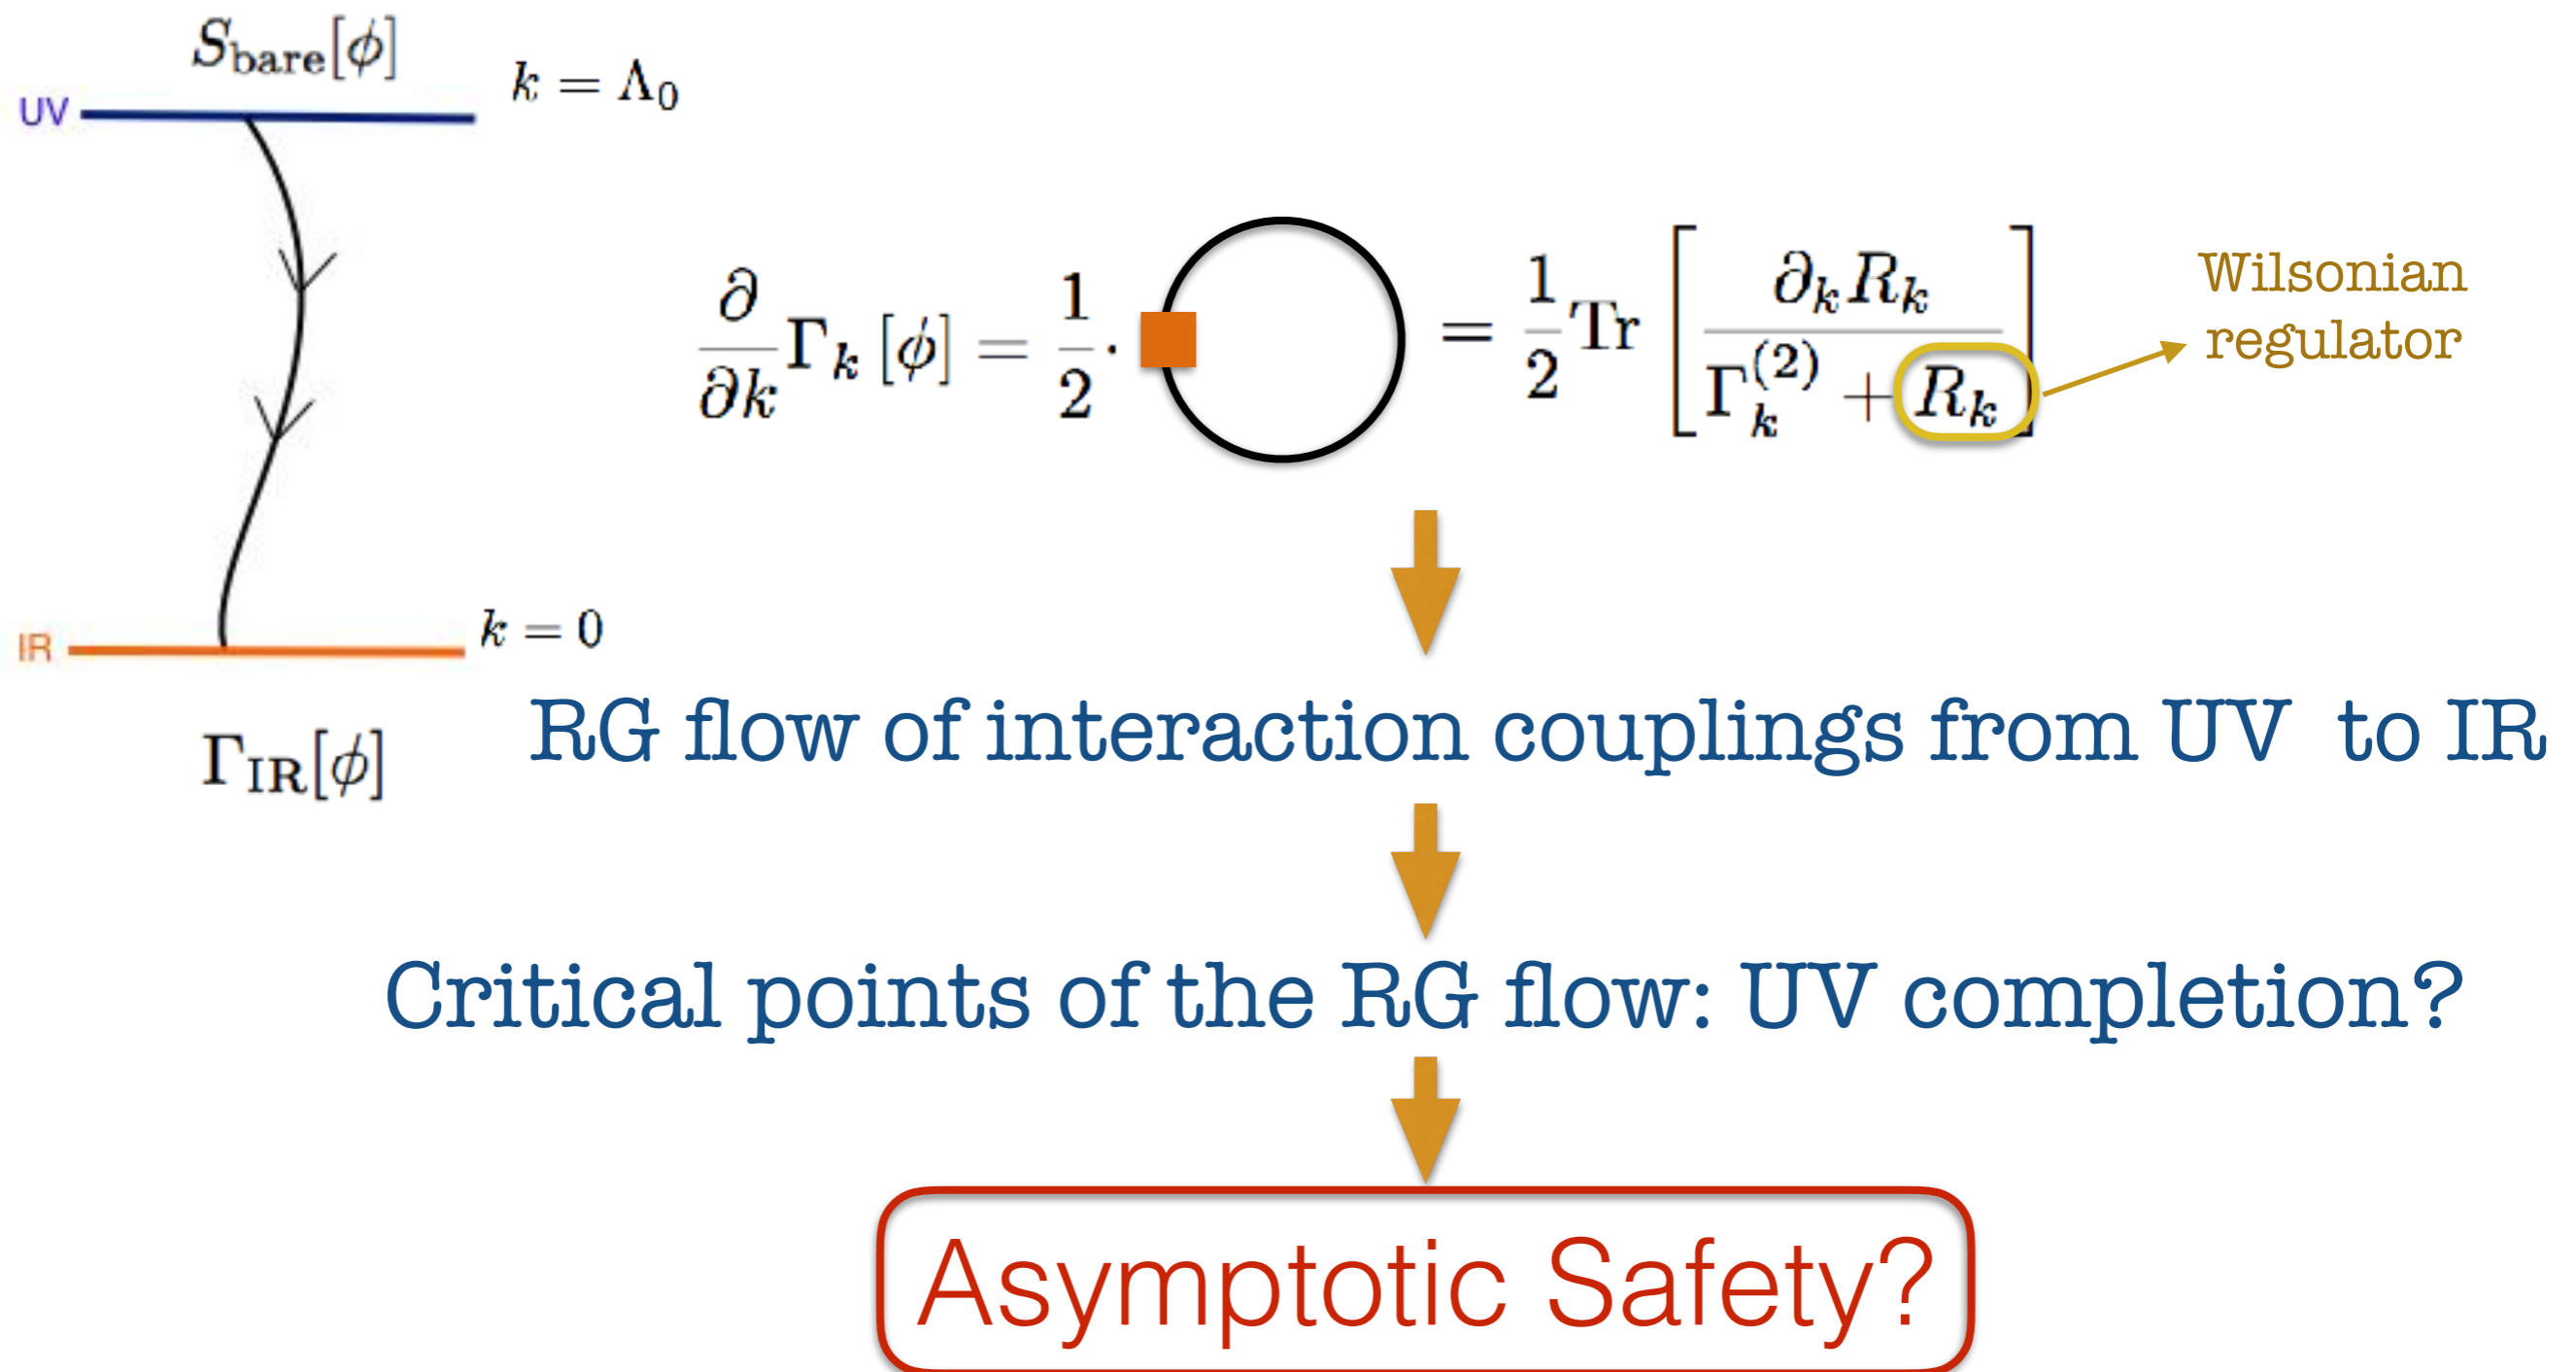 S_bare[ϕ]
k = Λ₀
UV
∂/∂k Γ_k [ϕ] = 1/2 · = 1/2 Tr [ ∂_k R_k / Γ_k^(2) + R_k ]
Wilsonian
regulator
k = 0
IR
Γ_IR[ϕ]
RG flow of interaction couplings from UV to IR
Critical points of the RG flow: UV completion?
Asymptotic Safety?